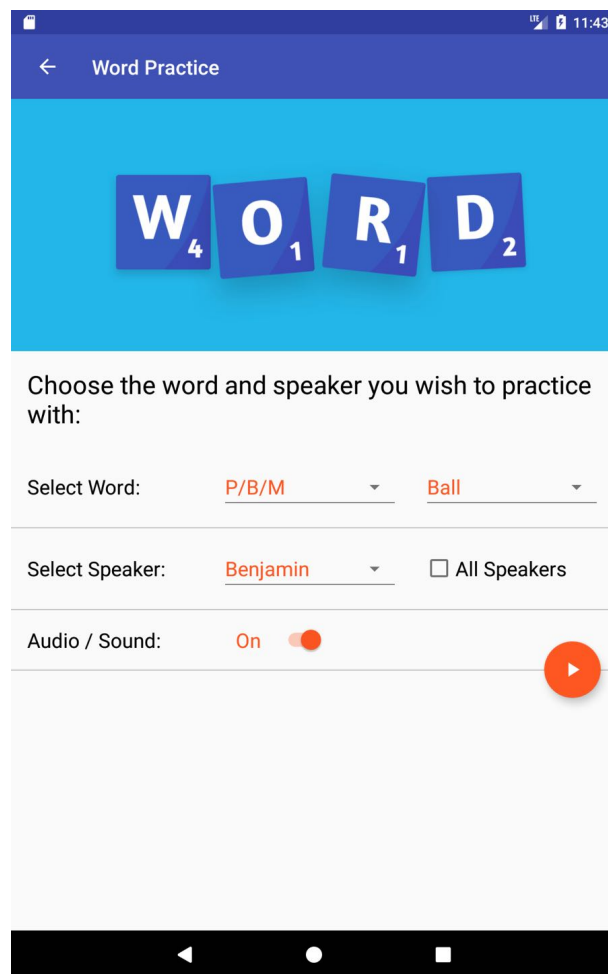 LTE 11:43
Word Practice
W4 O1 R1 D2
Choose the word and speaker you wish to practice
with:
Select Word: P/B/M Ball
Select Speaker: Benjamin All Speakers
Audio / Sound: On